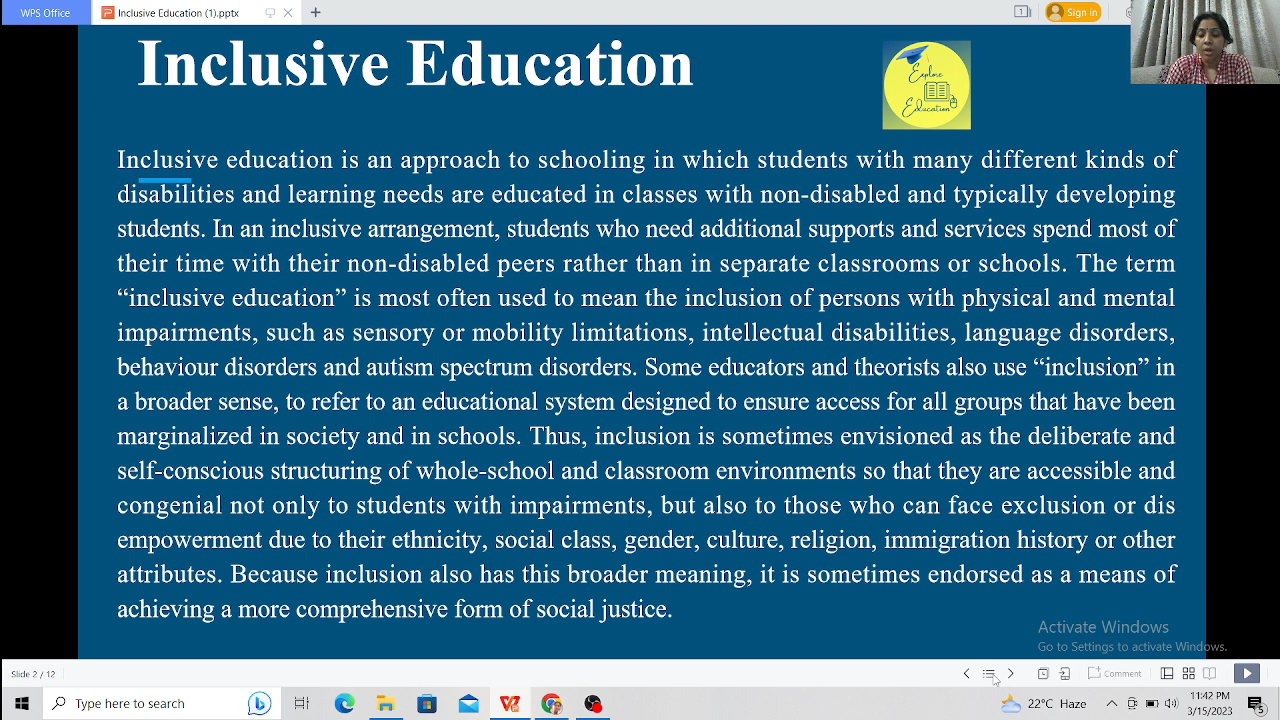 WPS Office
Inclusive Education (1).pptx
1
Sign in
Inclusive Education
Explore
Education
Inclusive education is an approach to schooling in which students with many different kinds of
disabilities and learning needs are educated in classes with non-disabled and typically developing
students. In an inclusive arrangement, students who need additional supports and services spend most of
their time with their non-disabled peers rather than in separate classrooms or schools. The term
“inclusive education” is most often used to mean the inclusion of persons with physical and mental
impairments, such as sensory or mobility limitations, intellectual disabilities, language disorders,
behaviour disorders and autism spectrum disorders. Some educators and theorists also use “inclusion” in
a broader sense, to refer to an educational system designed to ensure access for all groups that have been
marginalized in society and in schools. Thus, inclusion is sometimes envisioned as the deliberate and
self-conscious structuring of whole-school and classroom environments so that they are accessible and
congenial not only to students with impairments, but also to those who can face exclusion or dis
empowerment due to their ethnicity, social class, gender, culture, religion, immigration history or other
attributes. Because inclusion also has this broader meaning, it is sometimes endorsed as a means of
achieving a more comprehensive form of social justice.
Activate Windows
Go to Settings to activate Windows.
Slide 2 / 12
Comment
Type here to search
22°C Haze
11:42 PM
3/15/2023
5